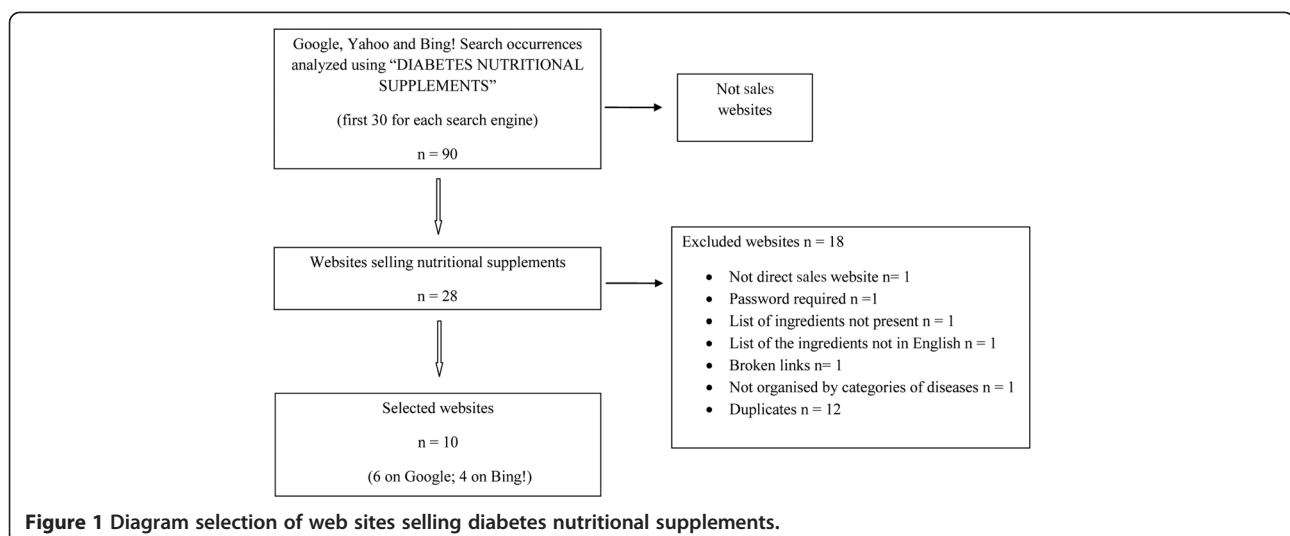 Google, Yahoo and Bing! Search occurrences
analyzed using “DIABETES NUTRITIONAL
SUPPLEMENTS”
(first 30 for each search engine)
n = 90
Not sales
websites
Websites selling nutritional supplements
n = 28
Excluded websites n = 18
• Not direct sales website n= 1
• Password required n =1
• List of ingredients not present n = 1
• List of the ingredients not in English n = 1
• Broken links n= 1
• Not organised by categories of diseases n = 1
• Duplicates n = 12
Selected websites
n = 10
(6 on Google; 4 on Bing!)
Figure 1 Diagram selection of web sites selling diabetes nutritional supplements.